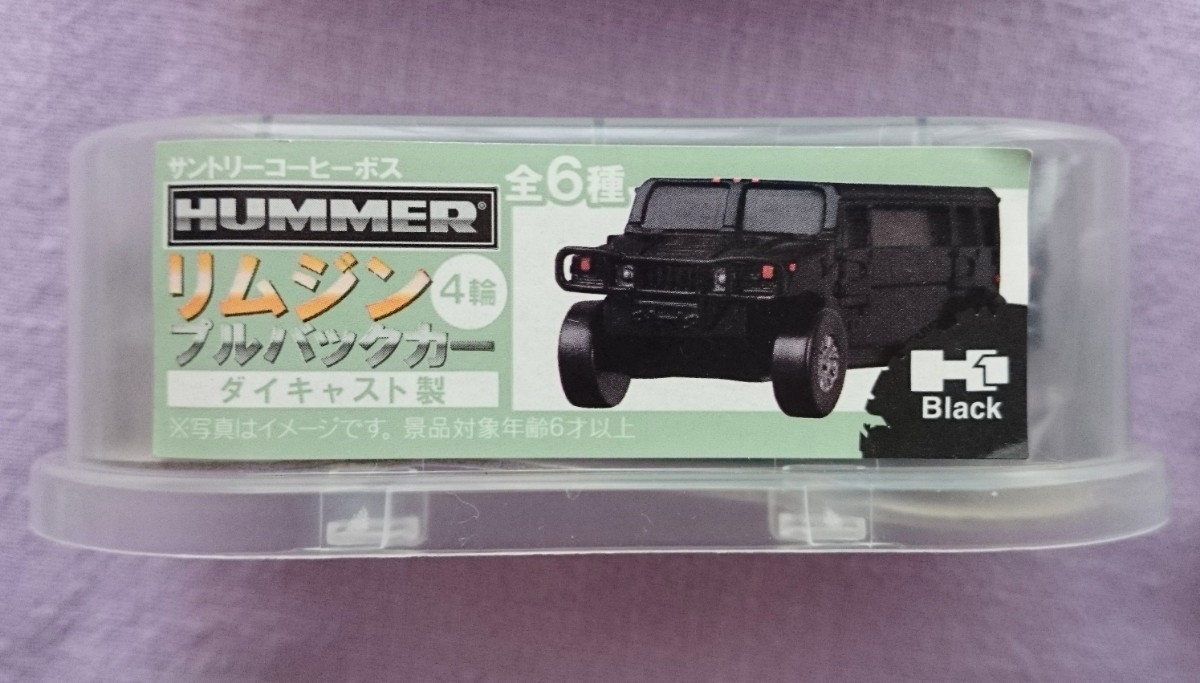 サントリーコーヒーボス
全6種
HUMMER®
リムジン
4輪
プルバックカー
ダイキャスト製
※写真はイメージです。景品対象年齢6才以上
H1
Black